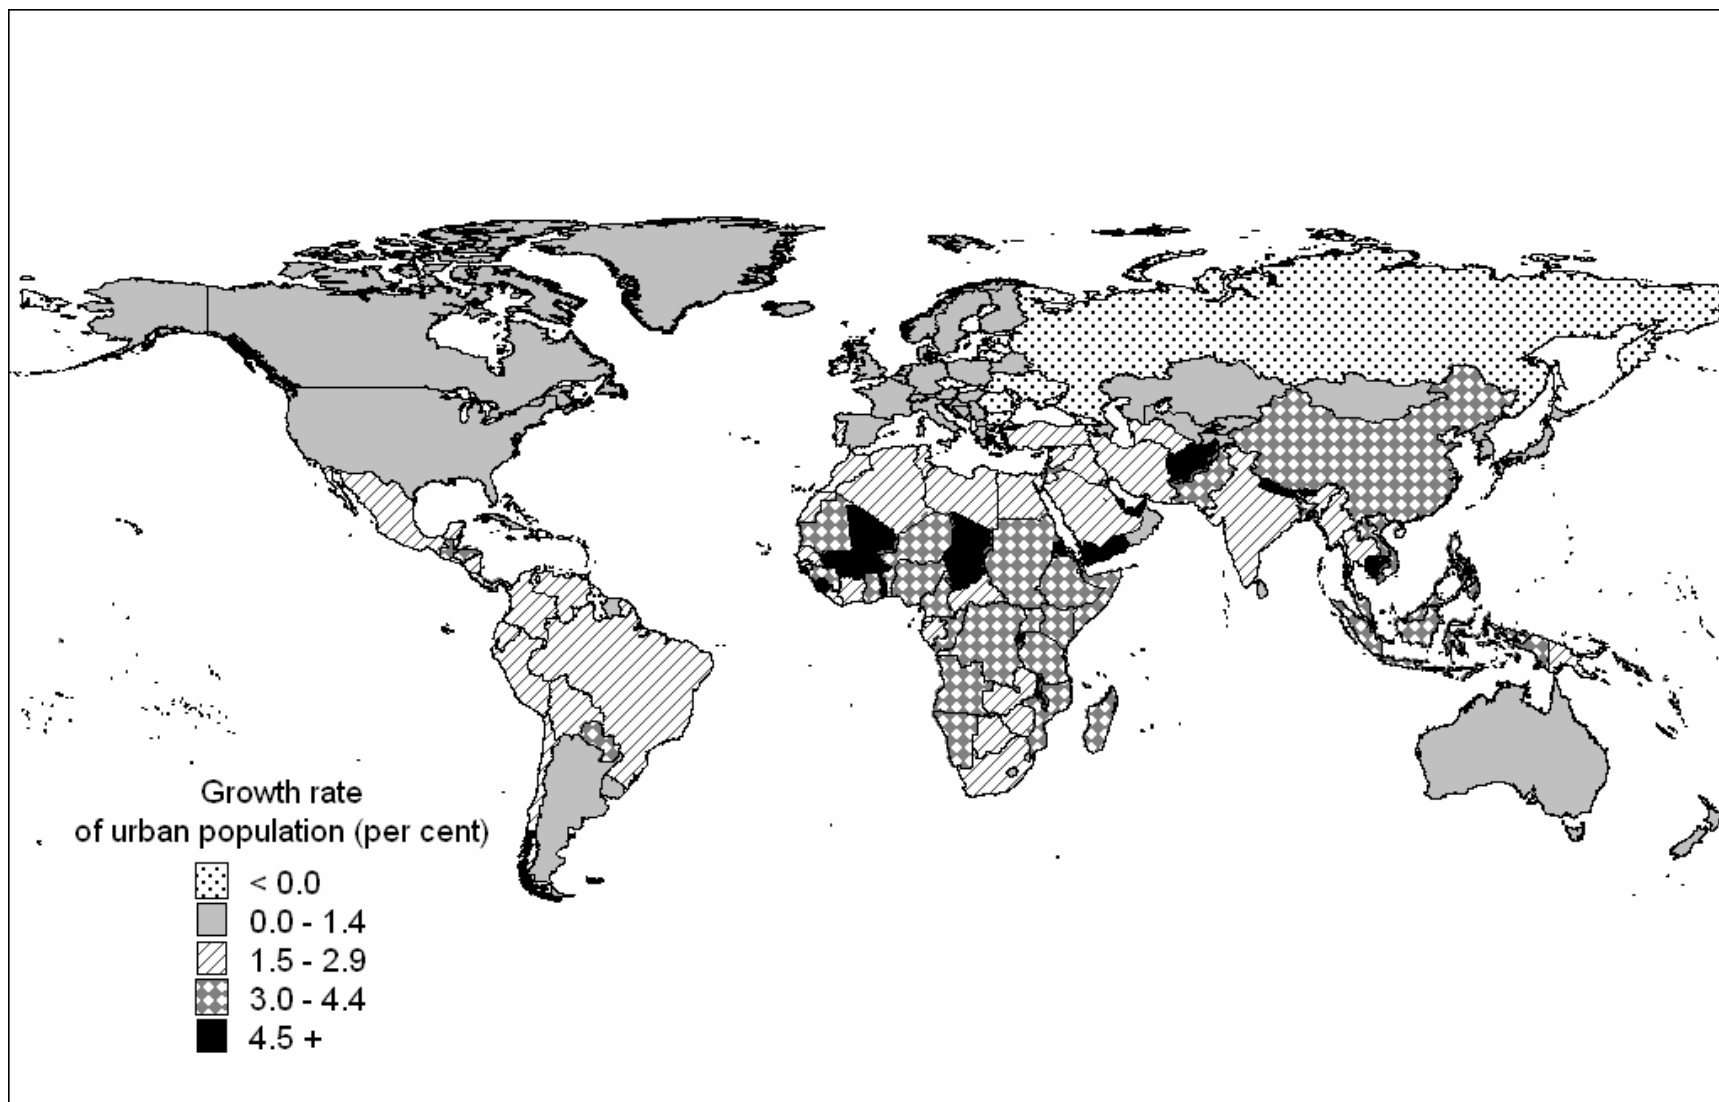 Growth rate
of urban population (per cent)
< 0.0
0.0 - 1.4
1.5 - 2.9
3.0 - 4.4
4.5 +